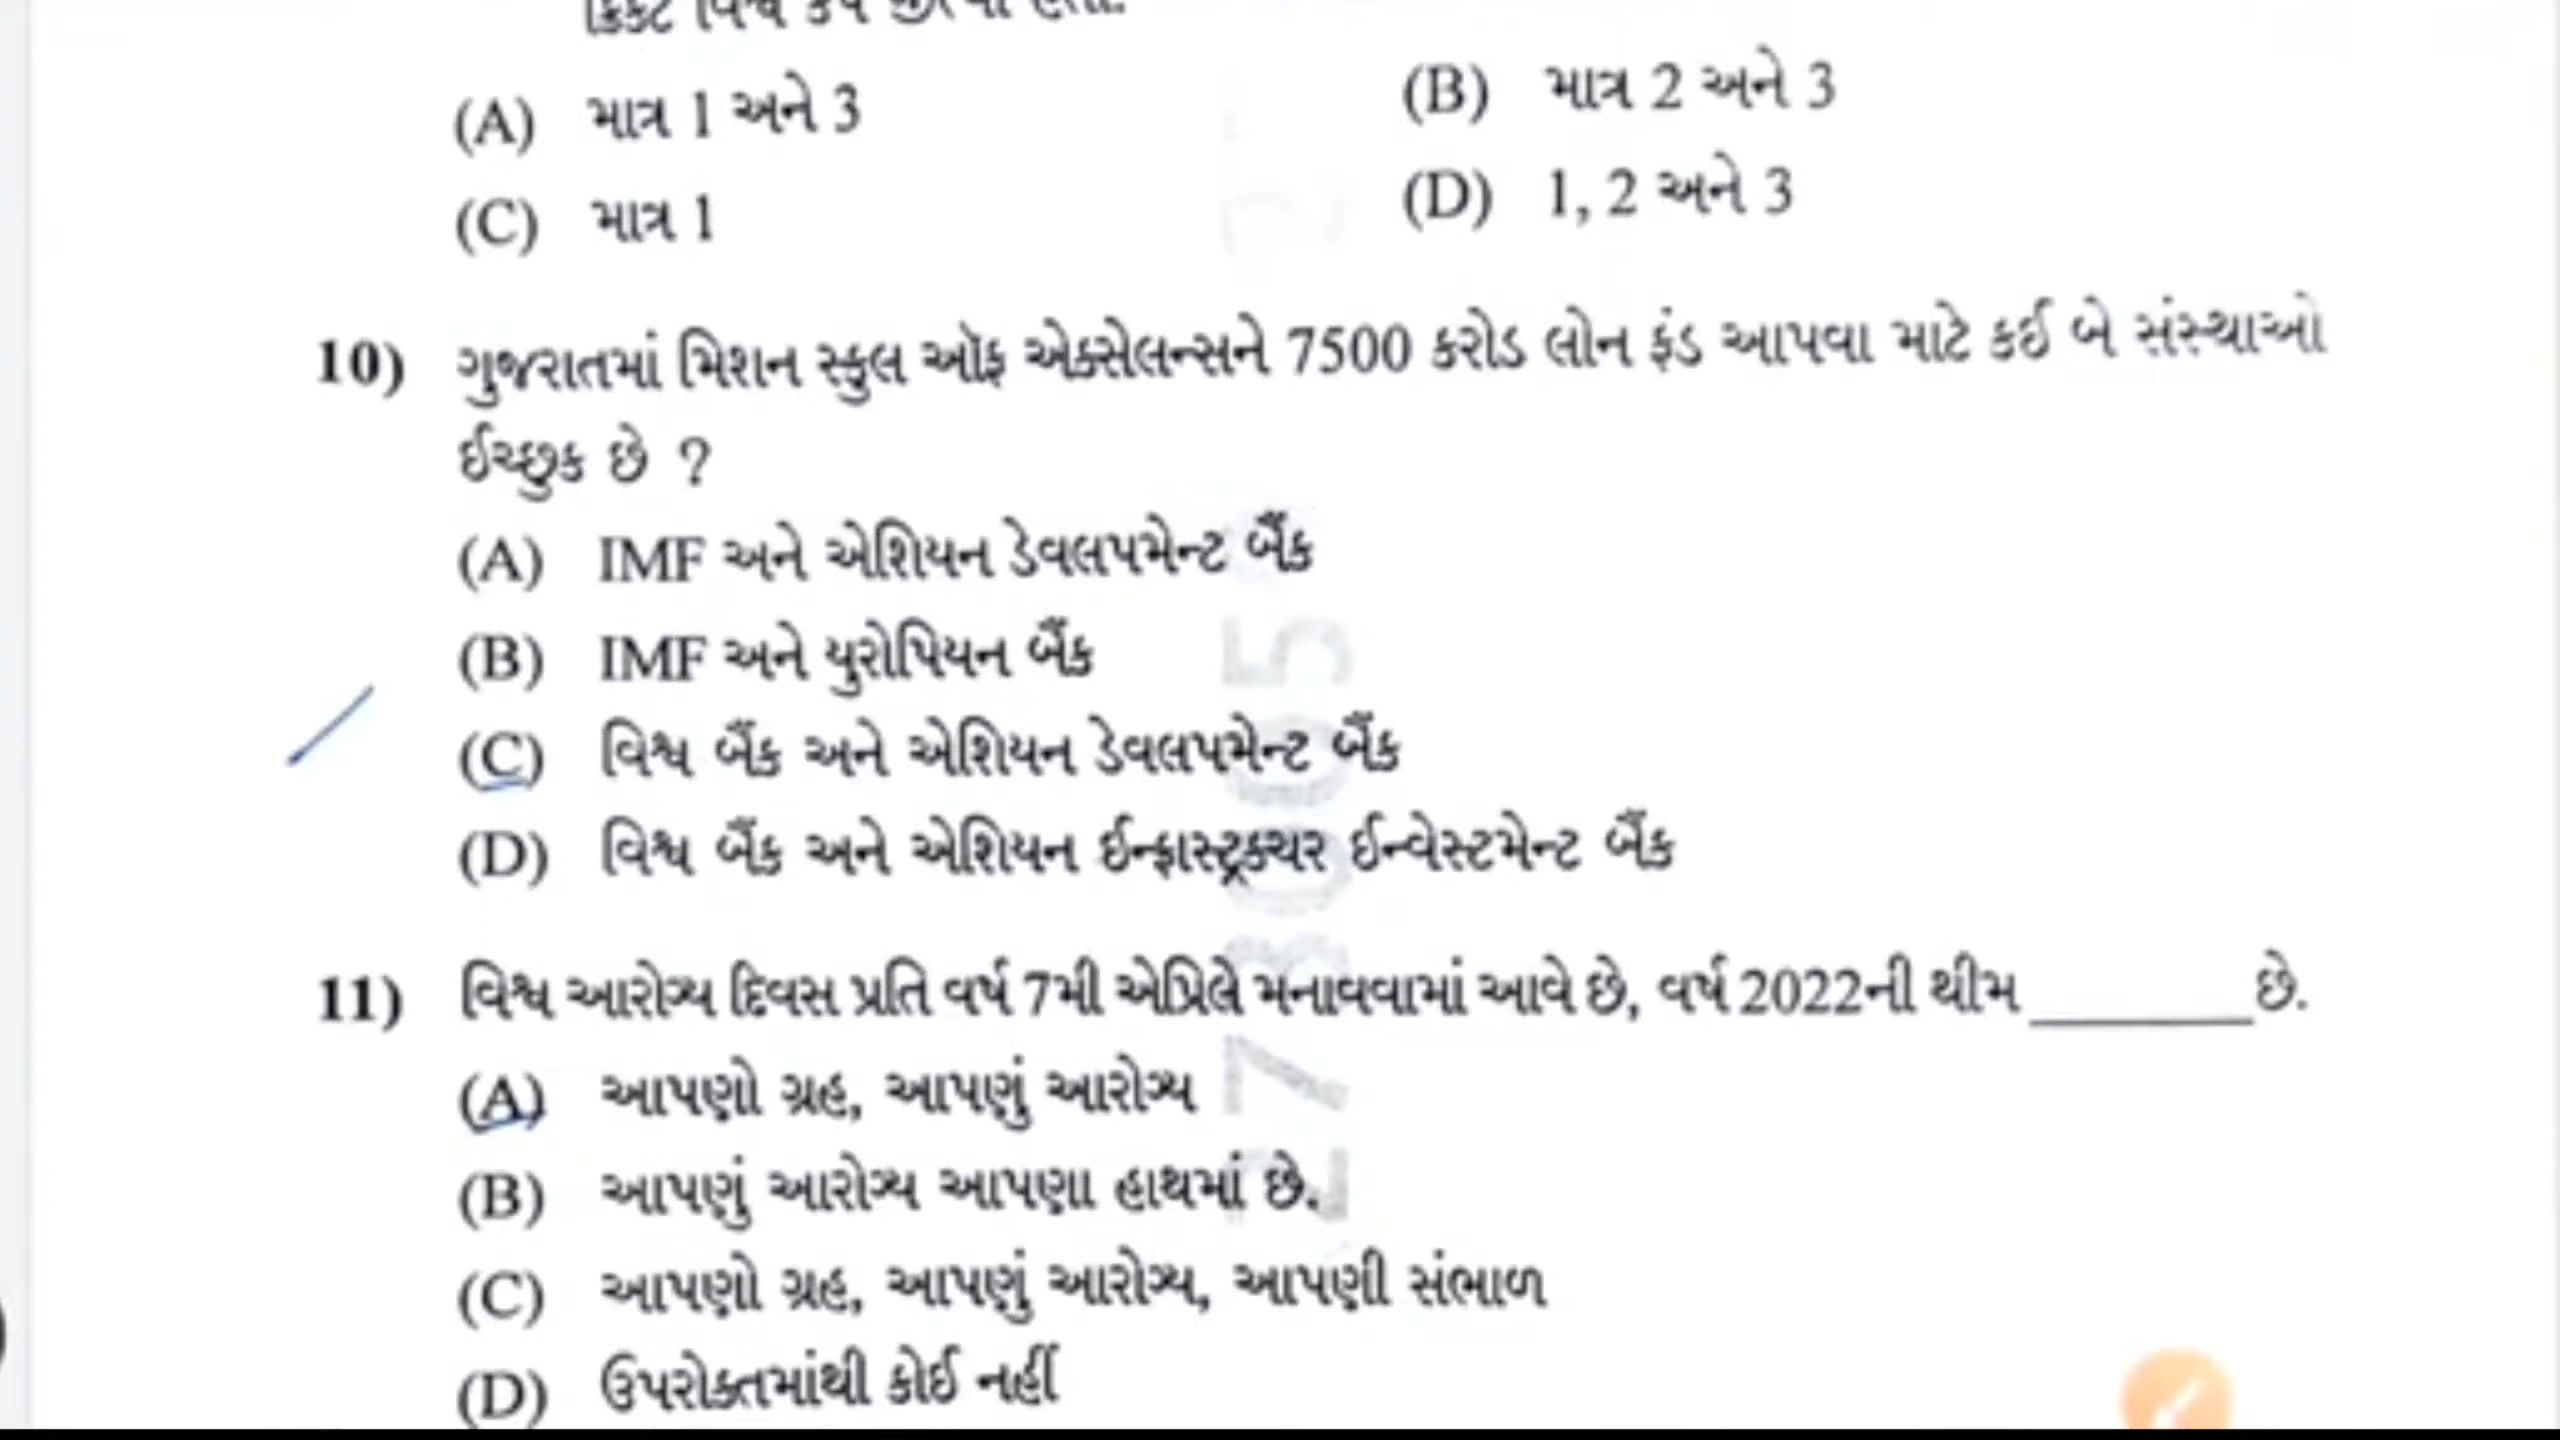 (A) માત્ર 1 અને 3
(B) માત્ર 2 અને 3
(C) માત્ર 1
(D) 1, 2 અને 3
10) ગુજરાતમાં મિશન સ્કુલ ઑફ એક્સેલન્સને 7500 કરોડ લોન ફંડ આપવા માટે કઈ બે સંસ્થાઓ
ઈચ્છુક છે ?
(A) IMF અને એશિયન ડેવલપમેન્ટ બૈંક
(B) IMF અને યુરોપિયન બૈંક
(C) વિશ્વ બૈંક અને એશિયન ડેવલપમેન્ટ બૈંક
(D) વિશ્વ બૈંક અને એશિયન ઈન્ફ્રાસ્ટ્રક્ચર ઈન્વેસ્ટમેન્ટ બૈંક
11) વિશ્વ આરોગ્ય દિવસ પ્રતિ વર્ષ 7મી એપ્રિલે મનાવવામાં આવે છે, વર્ષ 2022ની થીમ ________ છે.
(A) આપણો ગ્રહ, આપણું આરોગ્ય
(B) આપણું આરોગ્ય આપણા હાથમાં છે.
(C) આપણો ગ્રહ, આપણું આરોગ્ય, આપણી સંભાળ
(D) ઉપરોક્તમાંથી કોઈ નહીં